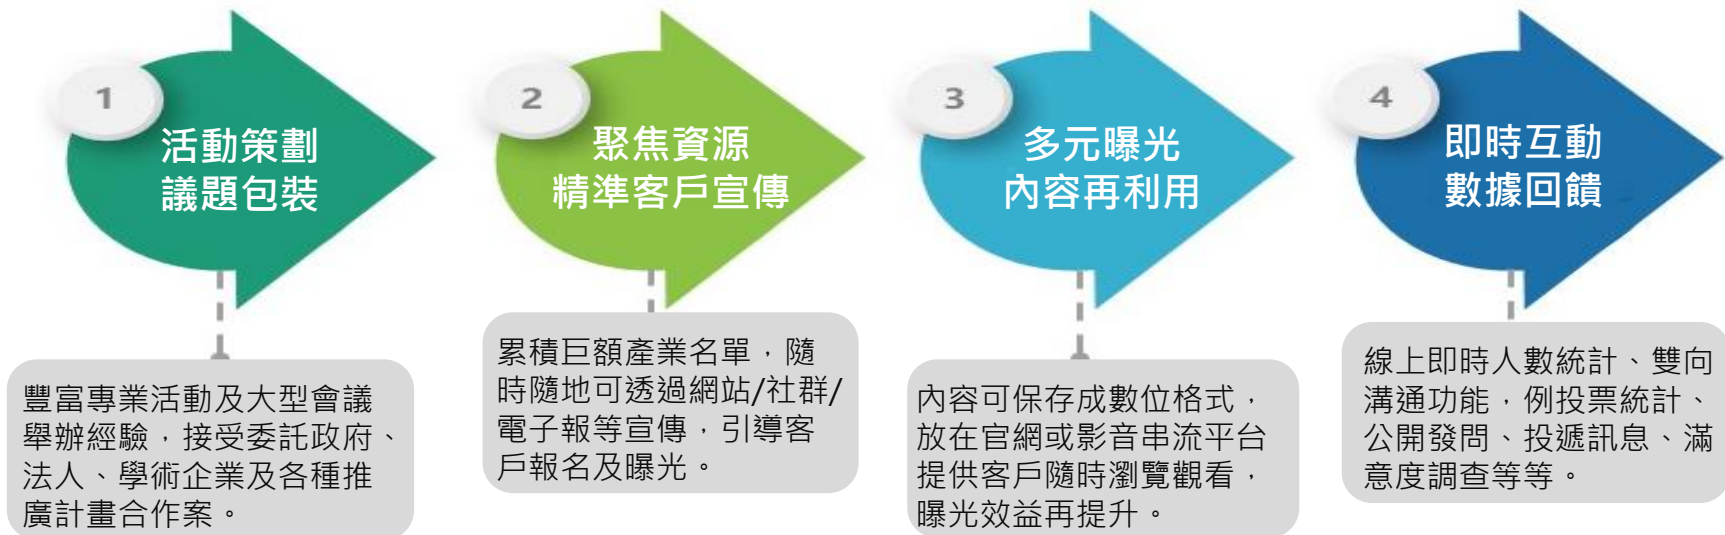 1
活動策劃
議題包裝
豐富專業活動及大型會議
舉辦經驗，接受委託政府、
法人、學術企業及各種推
廣計畫合作案。
2
聚焦資源
精準客戶宣傳
累積巨額產業名單，隨
時隨地可透過網站/社群/
電子報等宣傳，引導客
戶報名及曝光。
3
多元曝光
內容再利用
內容可保存成數位格式，
放在官網或影音串流平台
提供客戶隨時瀏覽觀看，
曝光效益再提升。
4
即時互動
數據回饋
線上即時人數統計、雙向
溝通功能，例投票統計、
公開發問、投遞訊息、滿
意度調查等等。